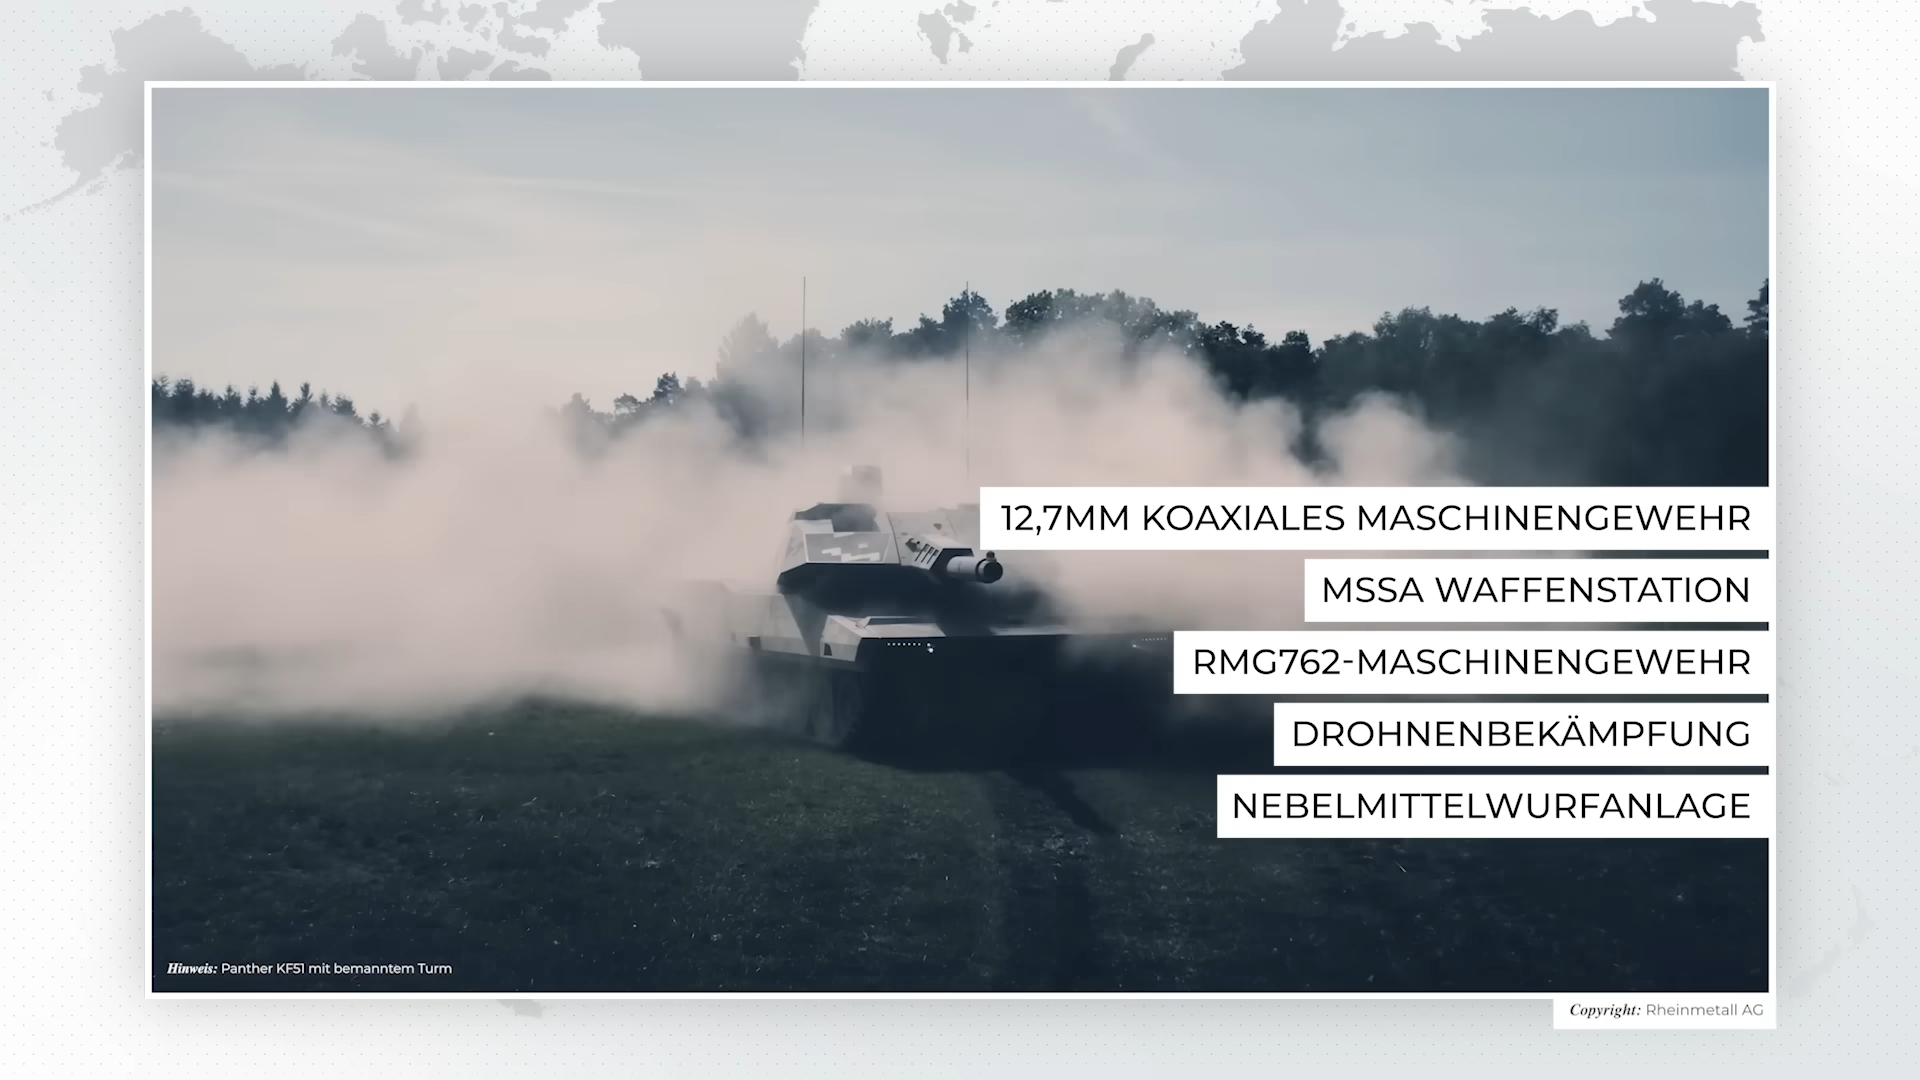 12,7MM KOAXIALES MASCHINENGEWEHR
MSSA WAFFENSTATION
RMG762-MASCHINENGEWEHR
DROHNENBEKÄMPFUNG
NEBELMITTELWURFANLAGE
Hinweis: Panther KF51 mit bemanntem Turm
Copyright: Rheinmetall AG